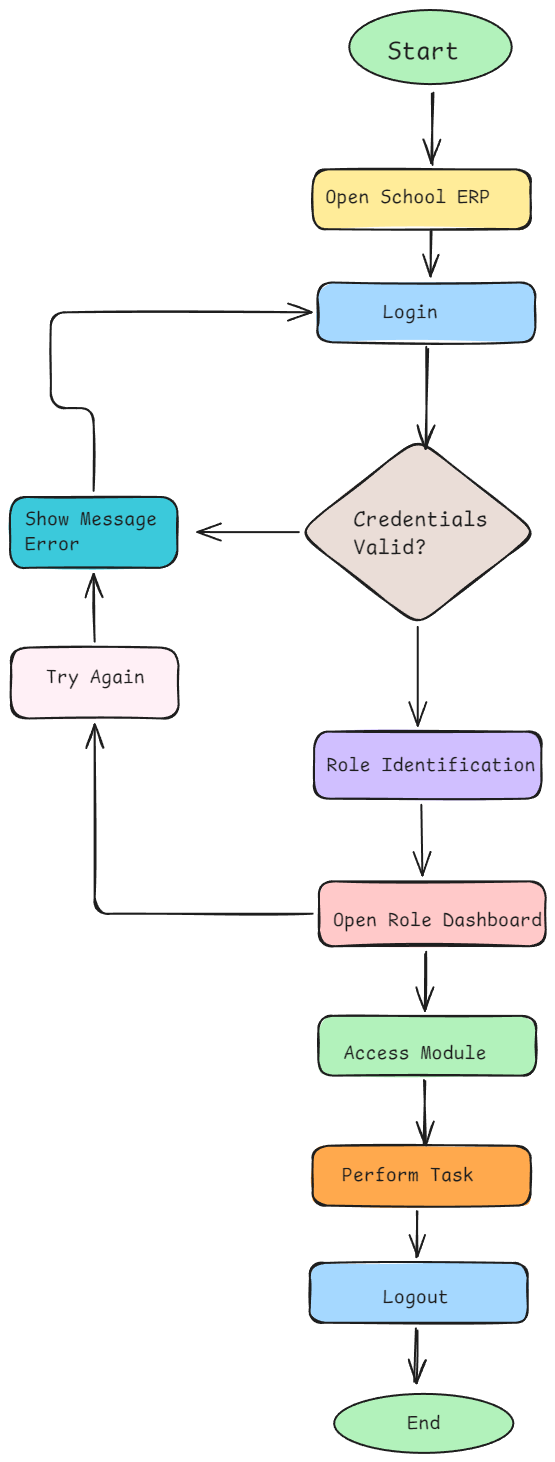 Start
Open School ERP
Login
Credentials
Valid?
Show Message
Error
Try Again
Role Identification
Open Role Dashboard
Access Module
Perform Task
Logout
End